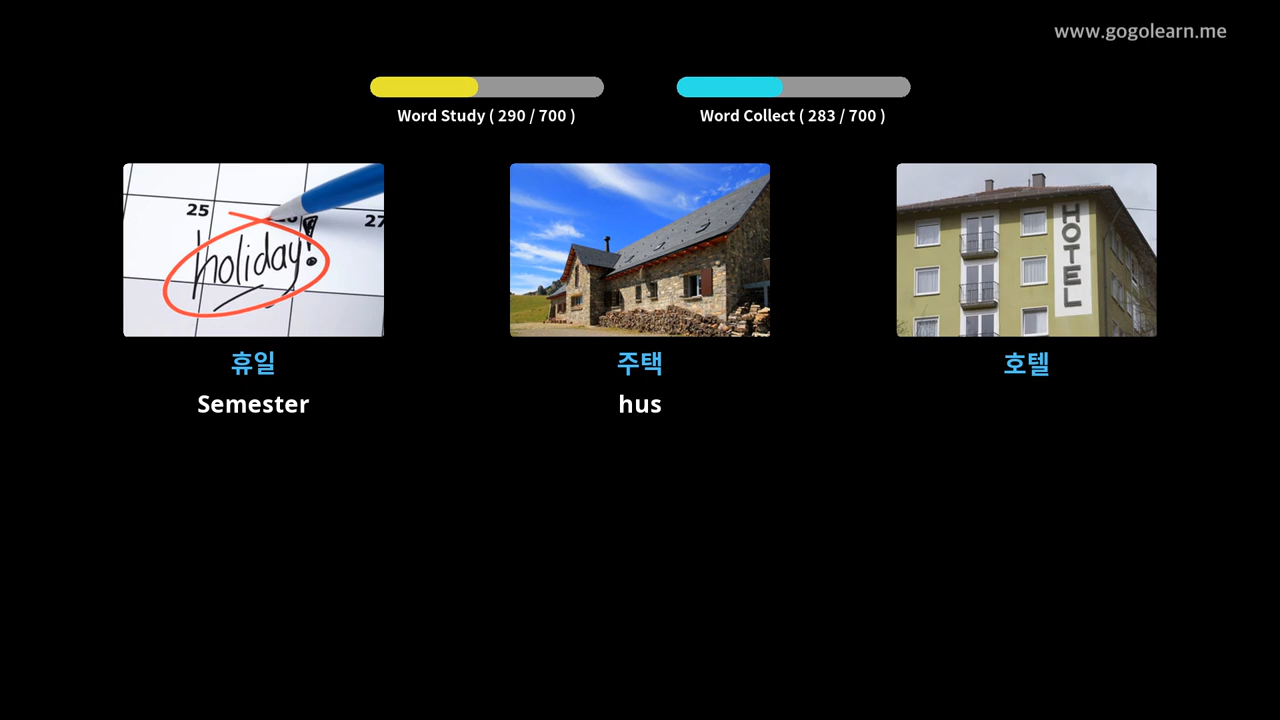 www.gogolearn.me
Word Study ( 290 / 700 )
Word Collect ( 283 / 700 )
25
27
holiday!
HOTEL
휴일
주택
호텔
Semester
hus